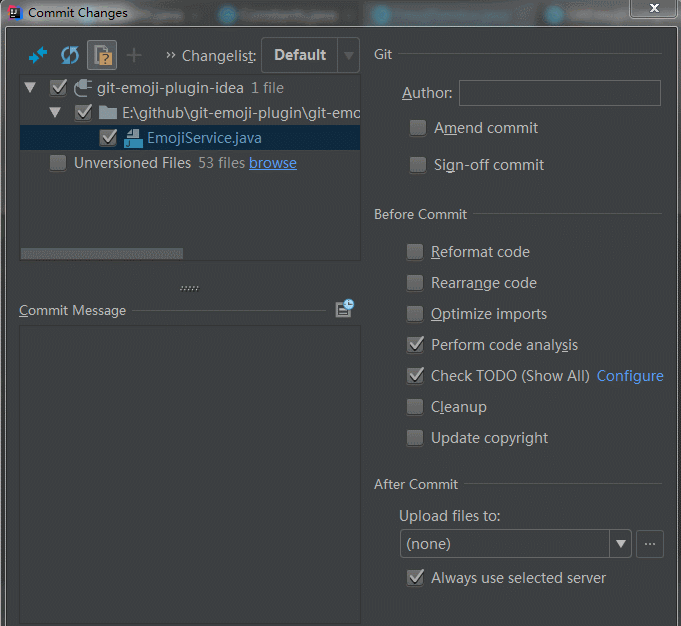 Commit Changes
Changelist: Default
git-emoji-plugin-idea 1 file
E:\github\git-emoji-plugin\git-emo
EmojiService.java
Unversioned Files 53 files browse
Commit Message
Git
Author:
Amend commit
Sign-off commit
Before Commit
Reformat code
Rearrange code
Optimize imports
Perform code analysis
Check TODO (Show All) Configure
Cleanup
Update copyright
After Commit
Upload files to:
(none)
Always use selected server